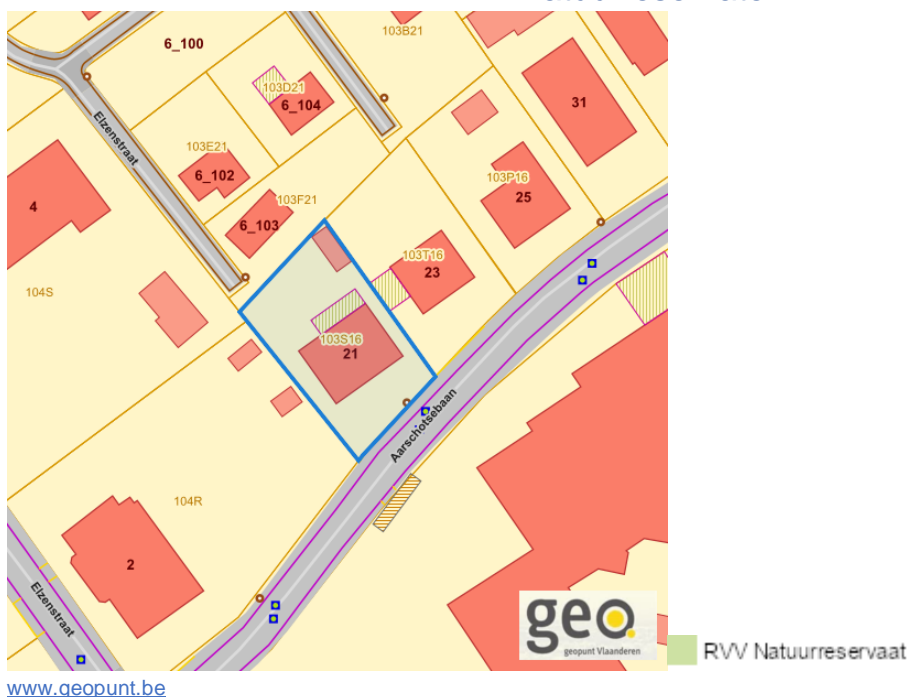 6_100
103B21
103D21
6_104
31
Elzenstraat
103E21
6_102
103P16
25
4
103F21
6_103
103T16
23
104S
103S16
21
Aarschotsebaan
104R
2
Elzenstraat
geo
geopunt Vlaanderen
RVV Natuurreservaat
www.geopunt.be